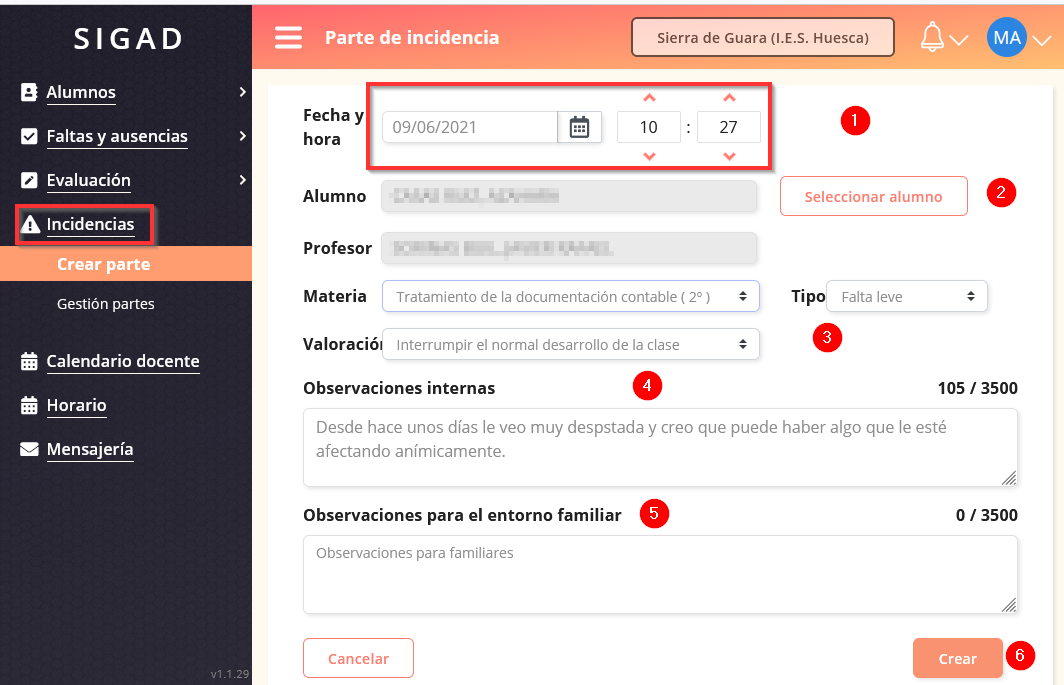 SIGAD
Parte de incidencia
Sierra de Guara (I.E.S. Huesca)
MA
Alumnos
Faltas y ausencias
Evaluación
Incidencias
Crear parte
Gestión partes
Calendario docente
Horario
Mensajería
v1.1.29
Fecha y
hora
09/06/2021
10 : 27
1
Alumno
Seleccionar alumno
2
Profesor
Materia
Tratamiento de la documentación contable ( 2º )
Tipo
Falta leve
Valoración
Interrumpir el normal desarrollo de la clase
3
Observaciones internas
4
105 / 3500
Desde hace unos días le veo muy despstada y creo que puede haber algo que le esté
afectando anímicamente.
Observaciones para el entorno familiar
5
0 / 3500
Observaciones para familiares
Cancelar
Crear
6